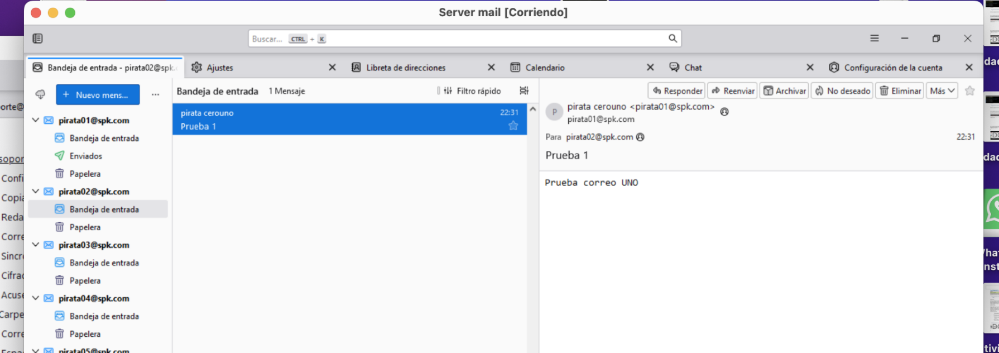 Server mail [Corriendo]
Buscar... CTRL + K
Bandeja de entrada - pirata02@spk.c
Ajustes
Libreta de direcciones
Calendario
Chat
Configuración de la cuenta
+ Nuevo mens...
Bandeja de entrada 1 Mensaje
Filtro rápido
Responder
Reenviar
Archivar
No deseado
Eliminar
Más
pirata01@spk.com
Bandeja de entrada
Enviados
Papelera
pirata02@spk.com
Bandeja de entrada
Papelera
pirata03@spk.com
Bandeja de entrada
Papelera
pirata04@spk.com
Bandeja de entrada
Papelera
pirata05@spk.com
pirata cerouno 22:31
Prueba 1
P
pirata cerouno <pirata01@spk.com>
pirata01@spk.com
Para pirata02@spk.com 22:31
Prueba 1
Prueba correo UNO
orte@
sopor
Confi
Copia
Reda
Corre
Sincr
Cifrac
Acuse
Carpe
Corre
dac
dac
nst
tivi